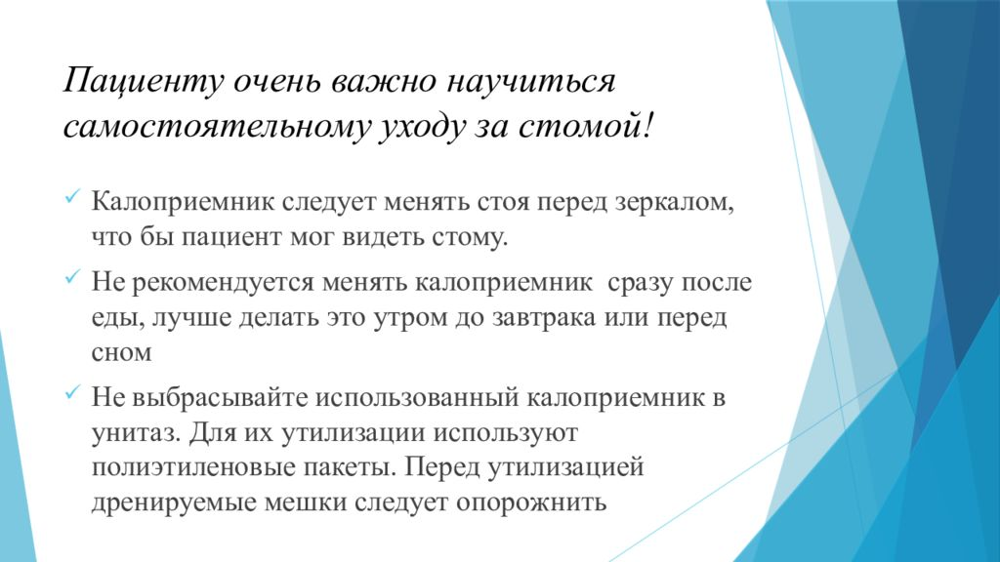 Пациенту очень важно научиться
самостоятельному уходу за стомой!
Калоприемник следует менять стоя перед зеркалом,
что бы пациент мог видеть стому.
Не рекомендуется менять калоприемник  сразу после
еды, лучше делать это утром до завтрака или перед
сном
Не выбрасывайте использованный калоприемник в
унитаз. Для их утилизации используют
полиэтиленовые пакеты. Перед утилизацией
дренируемые мешки следует опорожнить